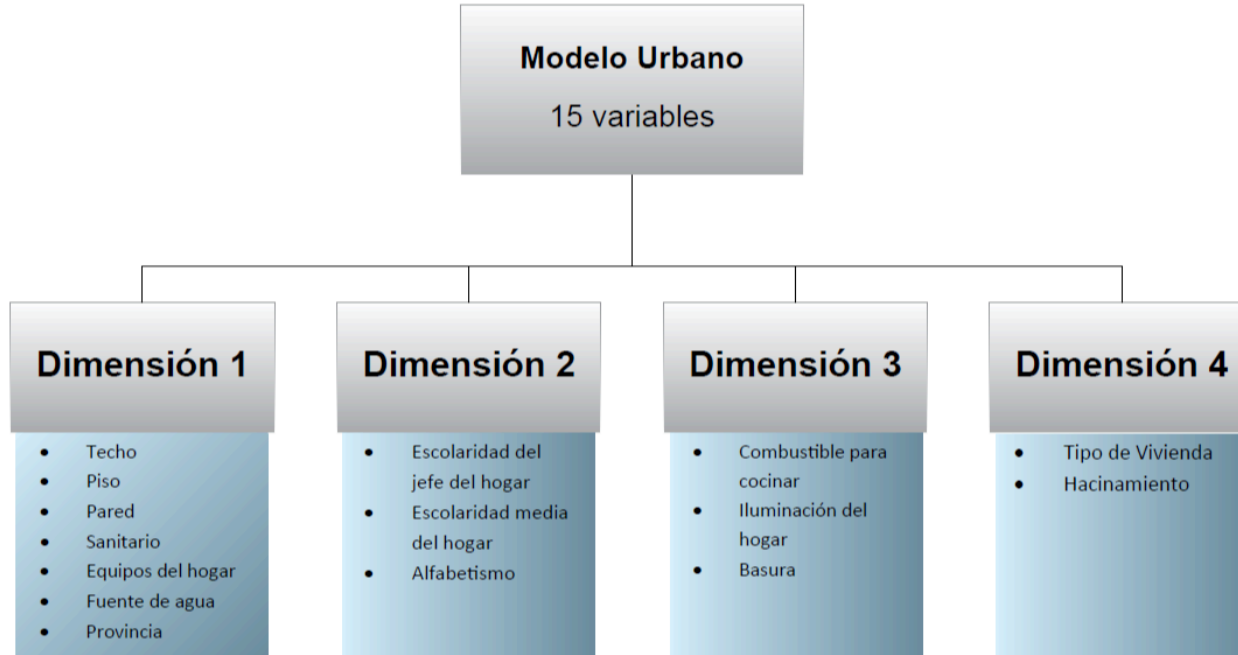 Modelo Urbano
15 variables
Dimensión 1
• Techo
• Piso
• Pared
• Sanitario
• Equipos del hogar
• Fuente de agua
• Provincia
Dimensión 2
• Escolaridad del
jefe del hogar
• Escolaridad media
del hogar
• Alfabetismo
Dimensión 3
• Combustible para
cocinar
• Iluminación del
hogar
• Basura
Dimensión 4
• Tipo de Vivienda
• Hacinamiento